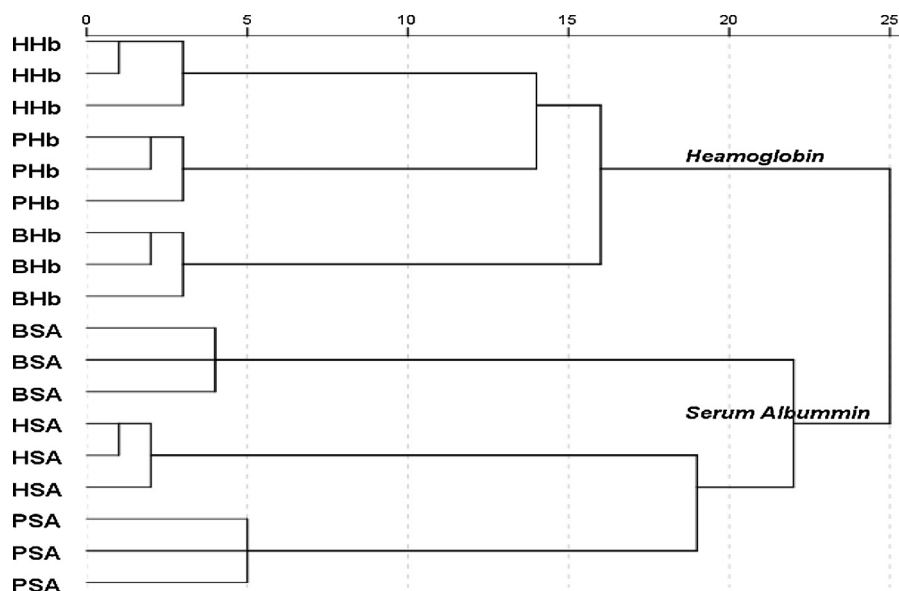 0 5 10 15 20 25
HHb
HHb
HHb
PHb
PHb
Heamoglobin
PHb
BHb
BHb
BHb
BSA
BSA
BSA
HSA
Serum Albummin
HSA
HSA
PSA
PSA
PSA